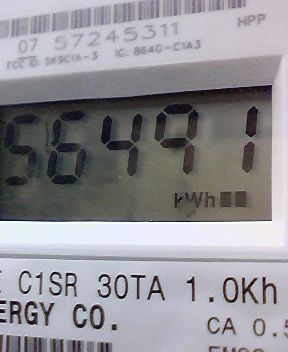 07 57245311
HPP
FCC ID: SK9C1A-3 IC: 864G-C1A3
56491
kWh
E C1SR 30TA 1.0Kh
ERGY CO.
CA 0.5